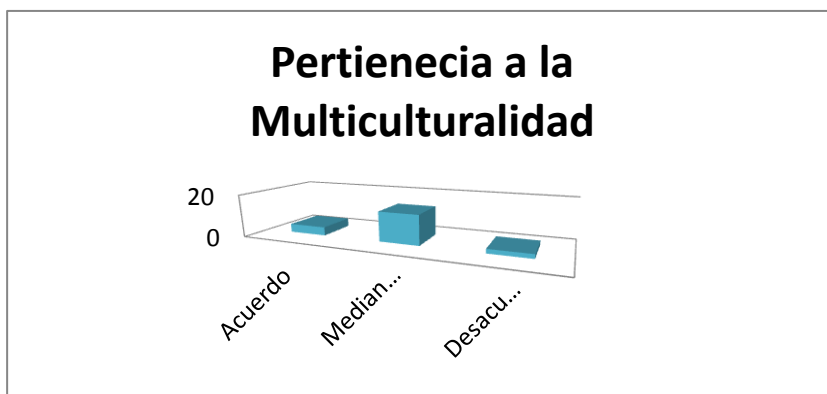 Pertienecia a la
Multiculturalidad
20
0
Acuerdo
Median...
Desacu...